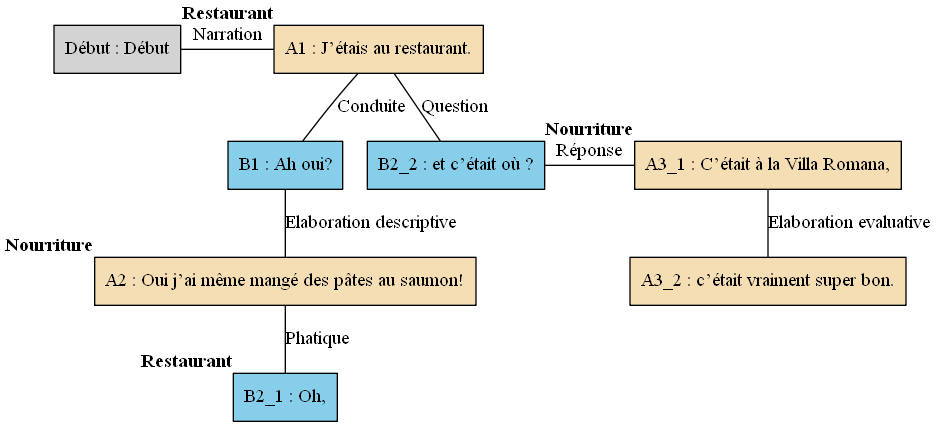 Restaurant
Narration
Début : Début
A1 : J’étais au restaurant.
Conduite
Question
Nourriture
Réponse
B1 : Ah oui?
B2_2 : et c’était où ?
A3_1 : C’était à la Villa Romana,
Elaboration descriptive
Elaboration evaluative
Nourriture
A2 : Oui j’ai même mangé des pâtes au saumon!
A3_2 : c’était vraiment super bon.
Phatique
Restaurant
B2_1 : Oh,